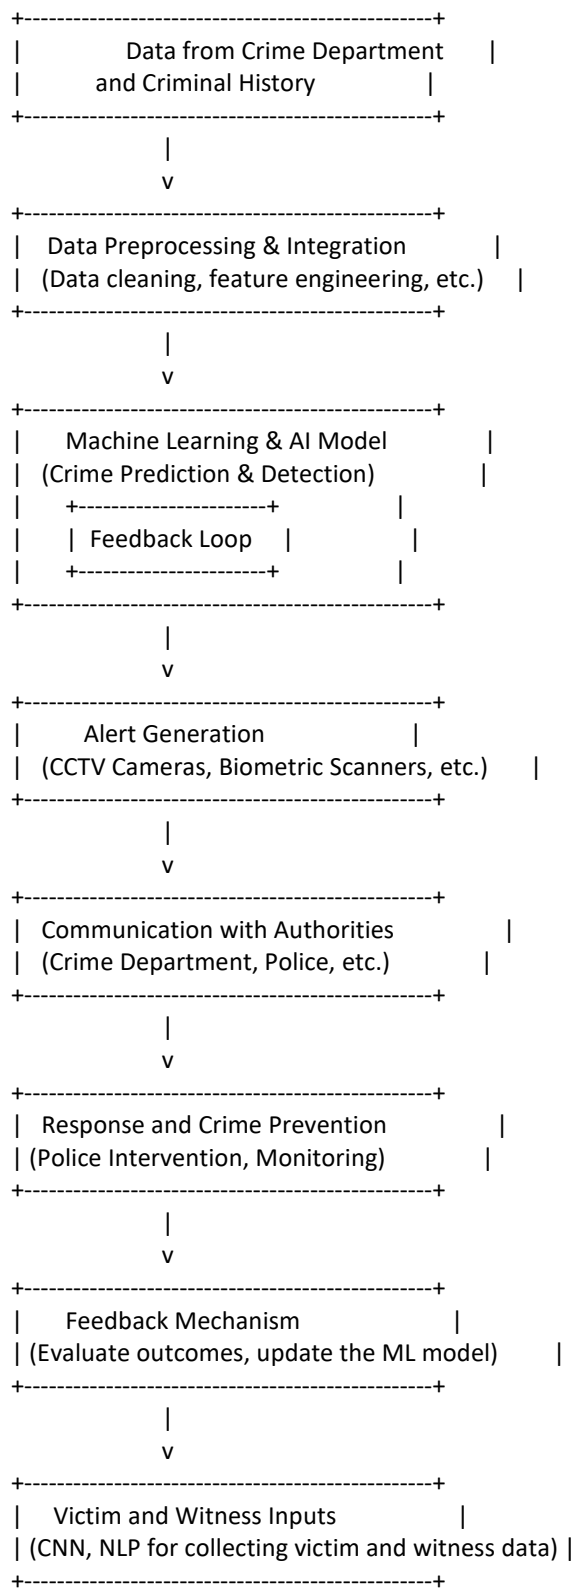 +--------------------------------------------------+
| Data from Crime Department |
| and Criminal History |
+--------------------------------------------------+
|
v
+--------------------------------------------------+
| Data Preprocessing & Integration |
| (Data cleaning, feature engineering, etc.) |
+--------------------------------------------------+
|
v
+--------------------------------------------------+
| Machine Learning & AI Model |
| (Crime Prediction & Detection) |
| +-----------------------+ |
| | Feedback Loop | |
| +-----------------------+ |
+--------------------------------------------------+
|
v
+--------------------------------------------------+
| Alert Generation |
| (CCTV Cameras, Biometric Scanners, etc.) |
+--------------------------------------------------+
|
v
+--------------------------------------------------+
| Communication with Authorities |
| (Crime Department, Police, etc.) |
+--------------------------------------------------+
|
v
+--------------------------------------------------+
| Response and Crime Prevention |
| (Police Intervention, Monitoring) |
+--------------------------------------------------+
|
v
+--------------------------------------------------+
| Feedback Mechanism |
| (Evaluate outcomes, update the ML model) |
+--------------------------------------------------+
|
v
+--------------------------------------------------+
| Victim and Witness Inputs |
| (CNN, NLP for collecting victim and witness data) |
+--------------------------------------------------+